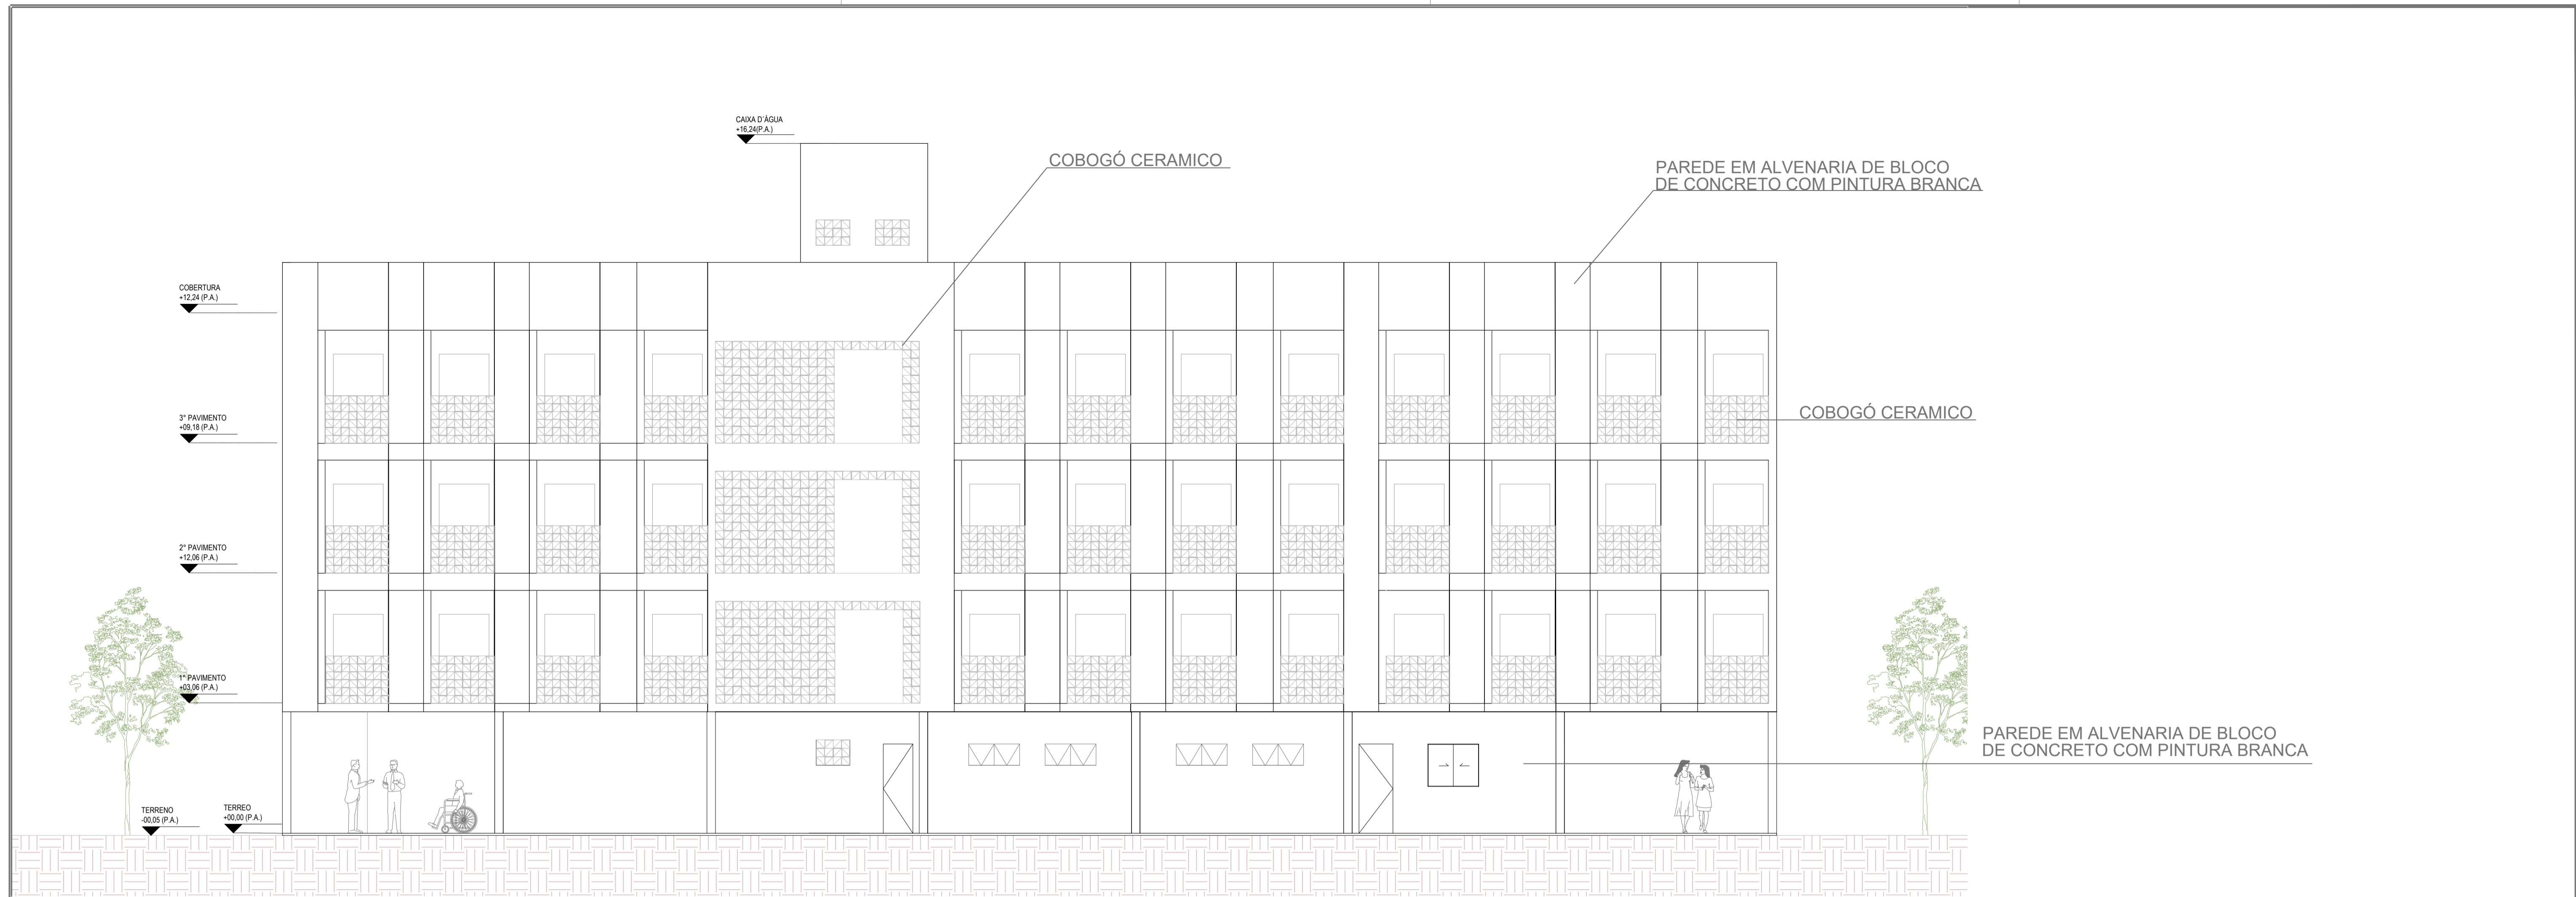 CAIXA D´ÀGUA
+16,24(P.A.)
COBOGÓ CERAMICO
PAREDE EM ALVENARIA DE BLOCO
DE CONCRETO COM PINTURA BRANCA
COBERTURA
+12,24 (P.A.)
3° PAVIMENTO
+09,18 (P.A.)
COBOGÓ CERAMICO
2° PAVIMENTO
+12,06 (P.A.)
1° PAVIMENTO
+03,06 (P.A.)
PAREDE EM ALVENARIA DE BLOCO
DE CONCRETO COM PINTURA BRANCA
TERRENO
-00,05 (P.A.)
TERREO
+00,00 (P.A.)